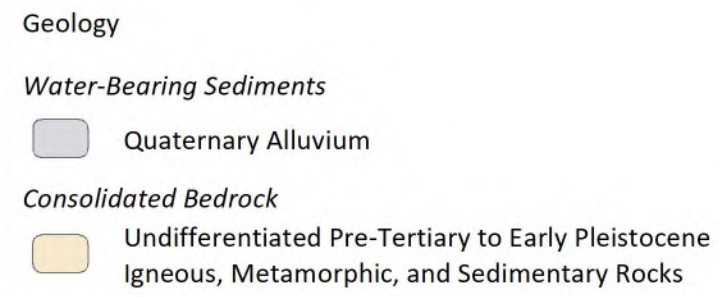 Geology
Water-Bearing Sediments
Quaternary Alluvium
Consolidated Bedrock
Undifferentiated Pre-Tertiary to Early Pleistocene
Igneous, Metamorphic, and Sedimentary Rocks